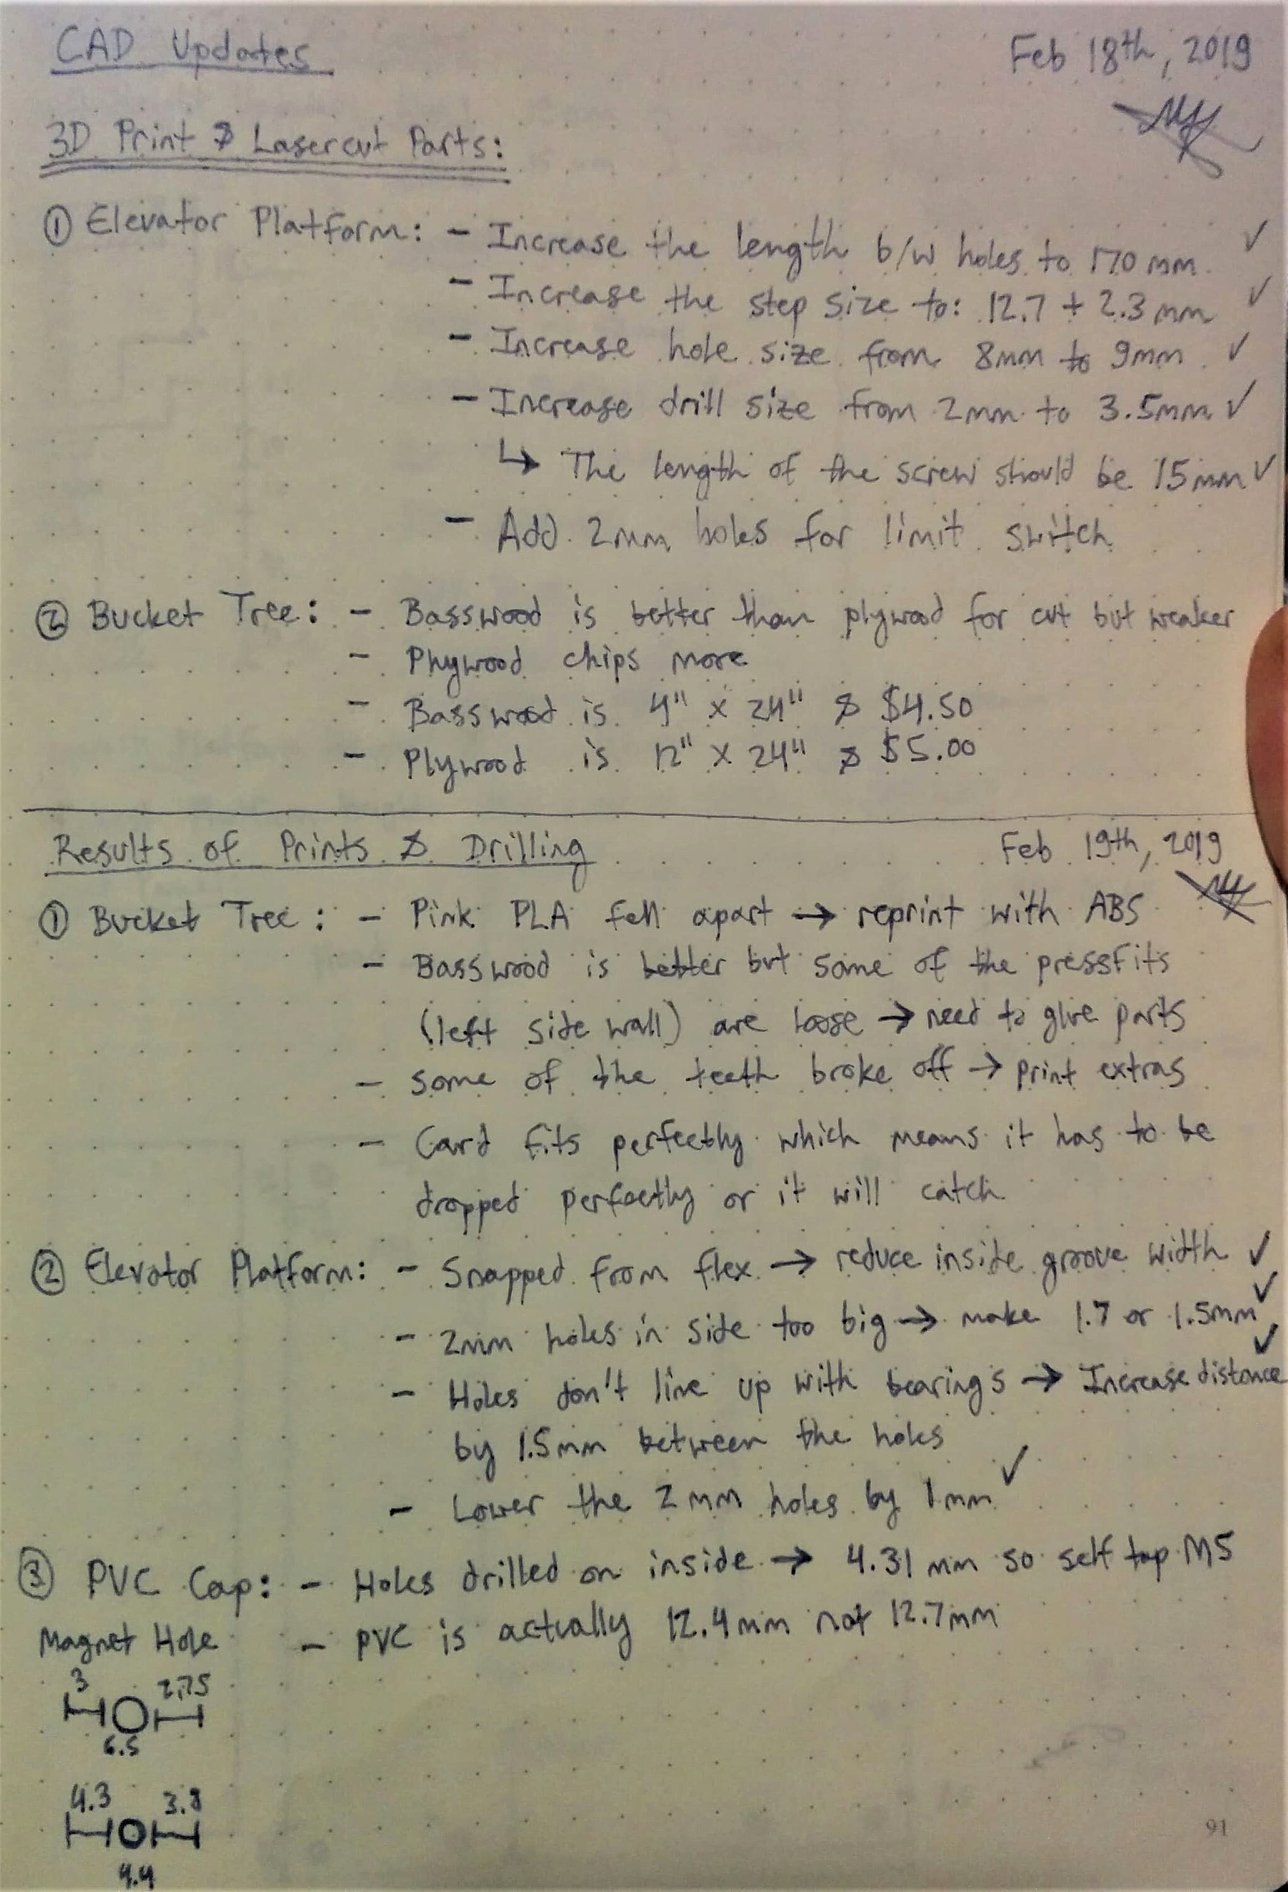 CAD Updates
Feb 18th, 2019
3D Print & Lasercut Parts:
① Elevator Platform: - Increase the length b/w holes to 170 mm ✓
- Increase the step size to: 12.7 + 2.3 mm ✓
- Increase hole size from 8mm to 9mm ✓
- Increase drill size from 2mm to 3.5mm ✓
↳ The length of the screw should be 15mm ✓
- Add 2mm holes for limit switch
② Bucket Tree: - Basswood is better than plywood for cut but weaker
- Plywood chips more
- Basswood is 4" x 24" & $4.50
- Plywood is 12" x 24" & $5.00
Results of Prints & Drilling
Feb 19th, 2019
① Bucket Tree: - Pink PLA fell apart → reprint with ABS
- Basswood is better but some of the pressfits
(left side wall) are loose → need to glue parts
- some of the teeth broke off → print extras
- Card fits perfectly which means it has to be
dropped perfectly or it will catch
② Elevator Platform: - Snapped from flex → reduce inside groove width ✓
- 2mm holes in side too big → make 1.7 or 1.5mm ✓
- Holes don't line up with bearings → Increase distance ✓
by 1.5mm between the holes
- Lower the 2mm holes by 1mm ✓
③ PVC Cap: - Holes drilled on inside → 4.31 mm so self tap M5
Magnet Hole - PVC is actually 12.4mm not 12.7mm
3 2.75
6.5
4.3
4.4
91